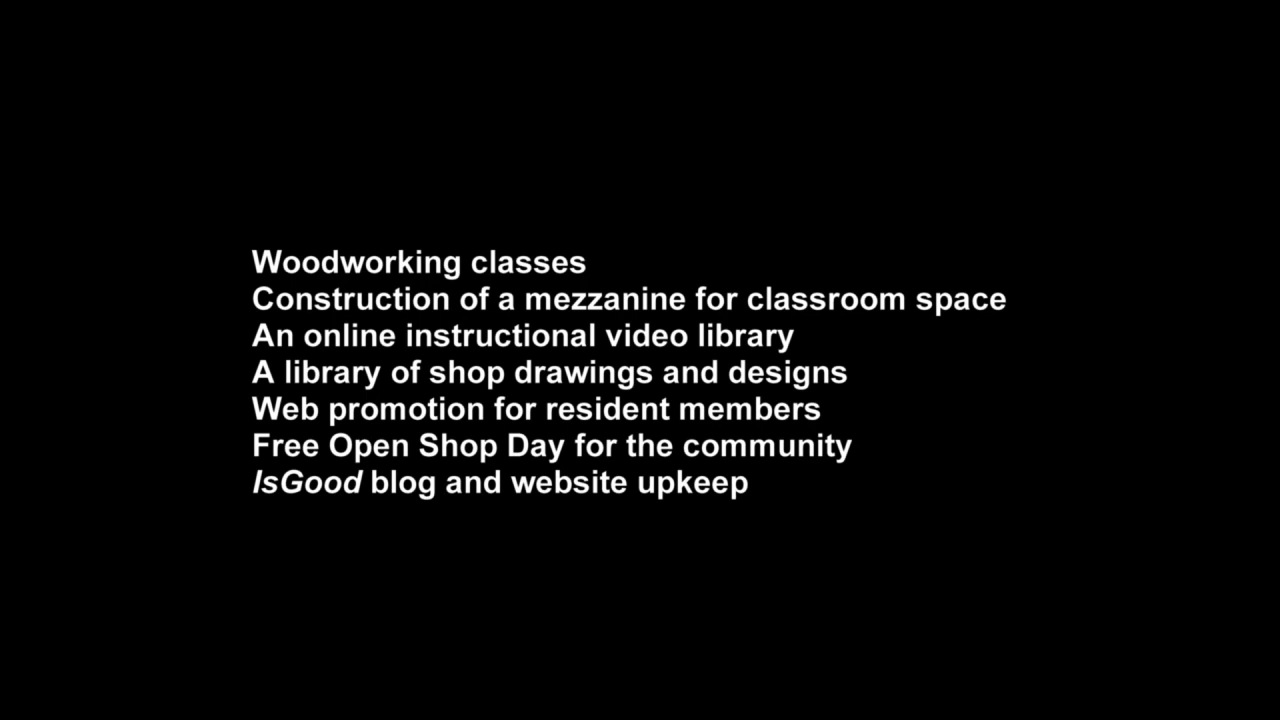 Woodworking classes
Construction of a mezzanine for classroom space
An online instructional video library
A library of shop drawings and designs
Web promotion for resident members
Free Open Shop Day for the community
IsGood blog and website upkeep